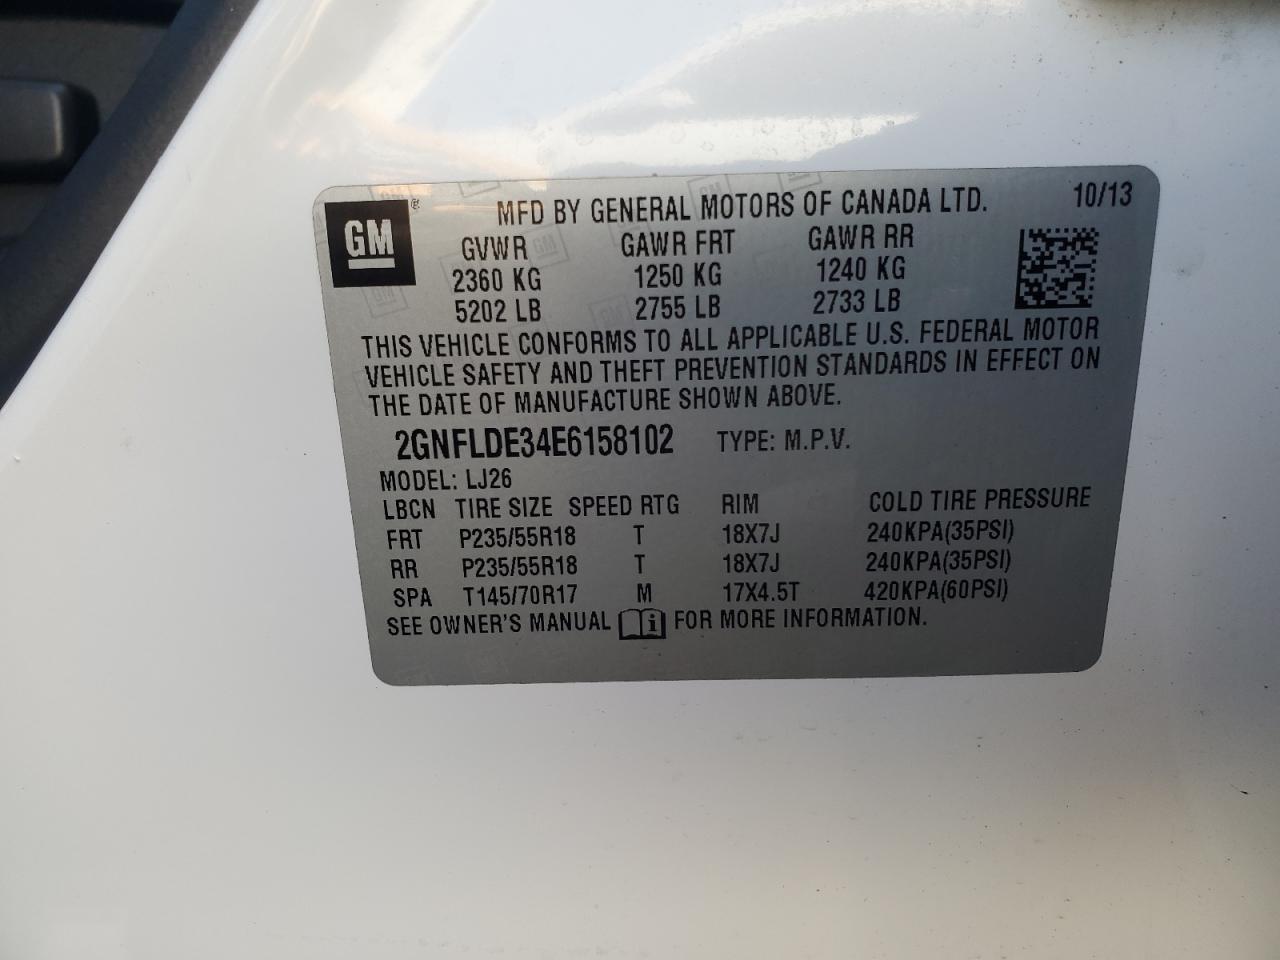 GM ® MFD BY GENERAL MOTORS OF CANADA LTD. 10/13
GVWR GAWR FRT GAWR RR
2360 KG 1250 KG 1240 KG
5202 LB 2755 LB 2733 LB
THIS VEHICLE CONFORMS TO ALL APPLICABLE U.S. FEDERAL MOTOR
VEHICLE SAFETY AND THEFT PREVENTION STANDARDS IN EFFECT ON
THE DATE OF MANUFACTURE SHOWN ABOVE.
2GNFLDE34E6158102 TYPE: M.P.V.
MODEL: LJ26
LBCN TIRE SIZE SPEED RTG RIM COLD TIRE PRESSURE
FRT P235/55R18 T 18X7J 240KPA(35PSI)
RR P235/55R18 T 18X7J 240KPA(35PSI)
SPA T145/70R17 M 17X4.5T 420KPA(60PSI)
SEE OWNER'S MANUAL i FOR MORE INFORMATION.